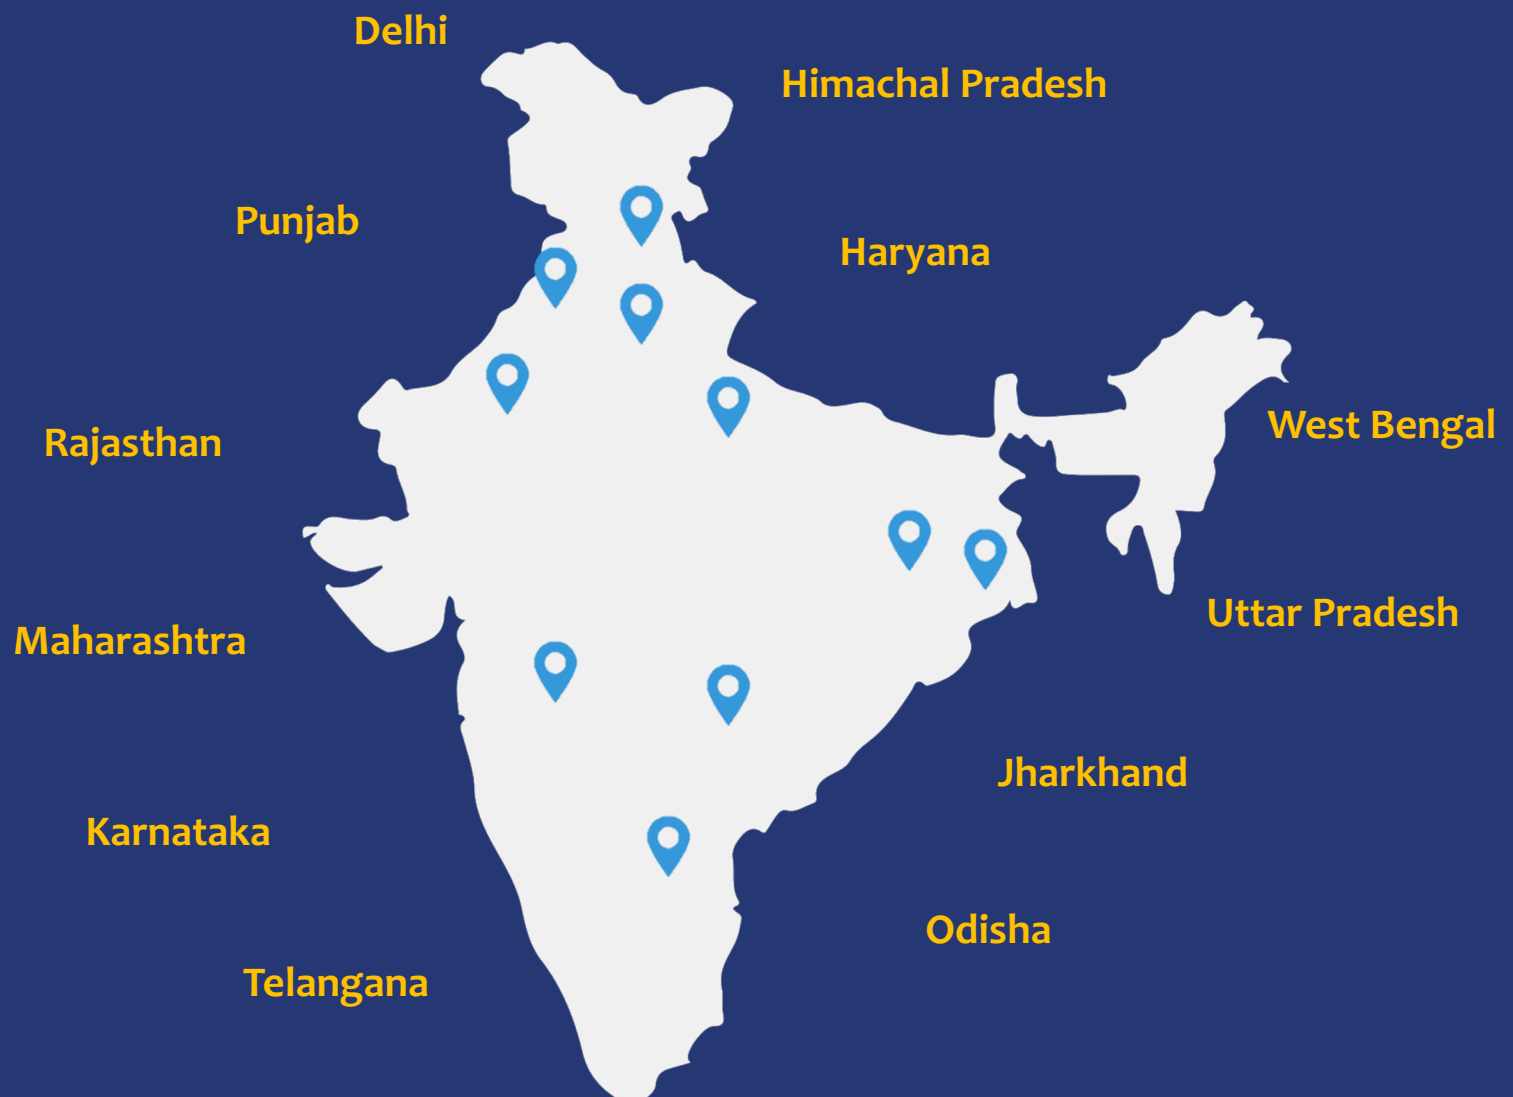 Delhi
Himachal Pradesh
Punjab
Haryana
West Bengal
Rajasthan
Uttar Pradesh
Maharashtra
Jharkhand
Karnataka
Odisha
Telangana